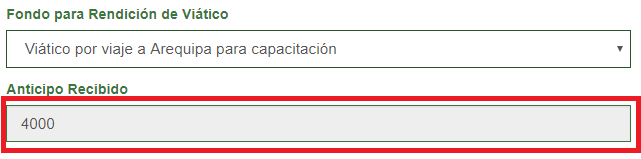 Fondo para Rendición de Viático
Viático por viaje a Arequipa para capacitación
Anticipo Recibido
4000